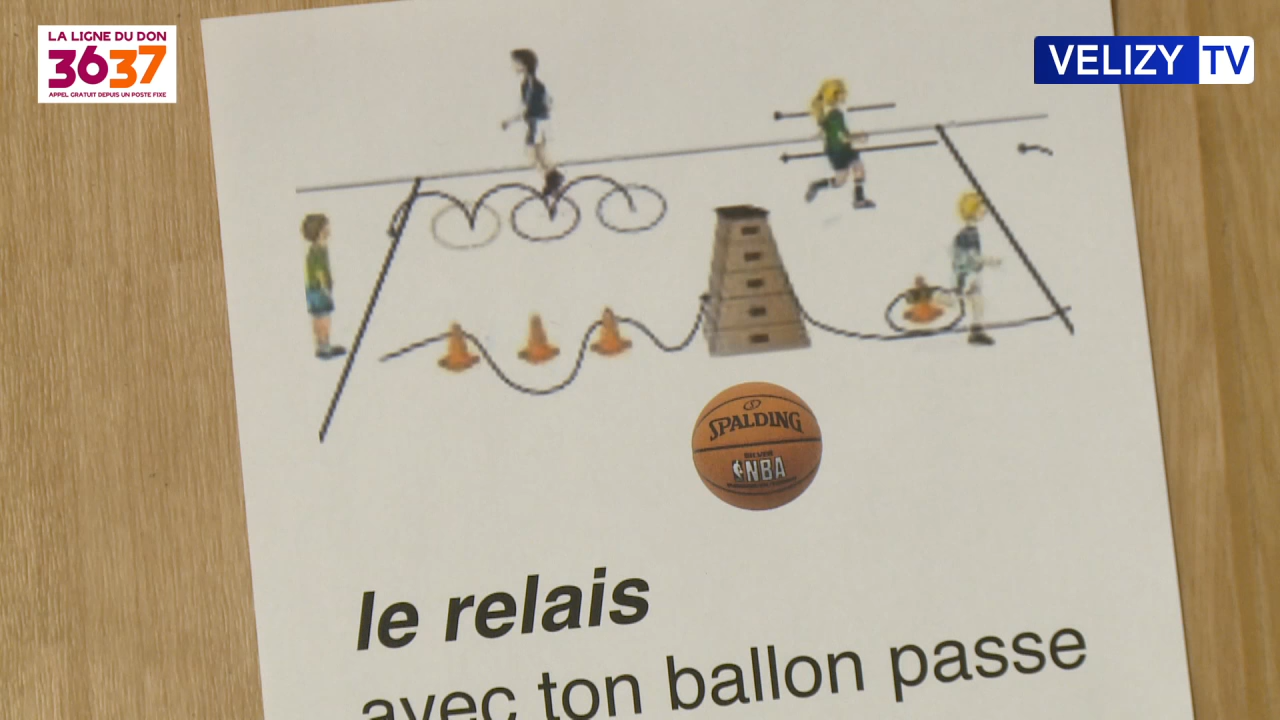 LA LIGNE DU DON
3637
APPEL GRATUIT DEPUIS UN POSTE FIXE
VELIZY TV
SPALDING
SILVER
NBA
le relais
avec ton ballon passe